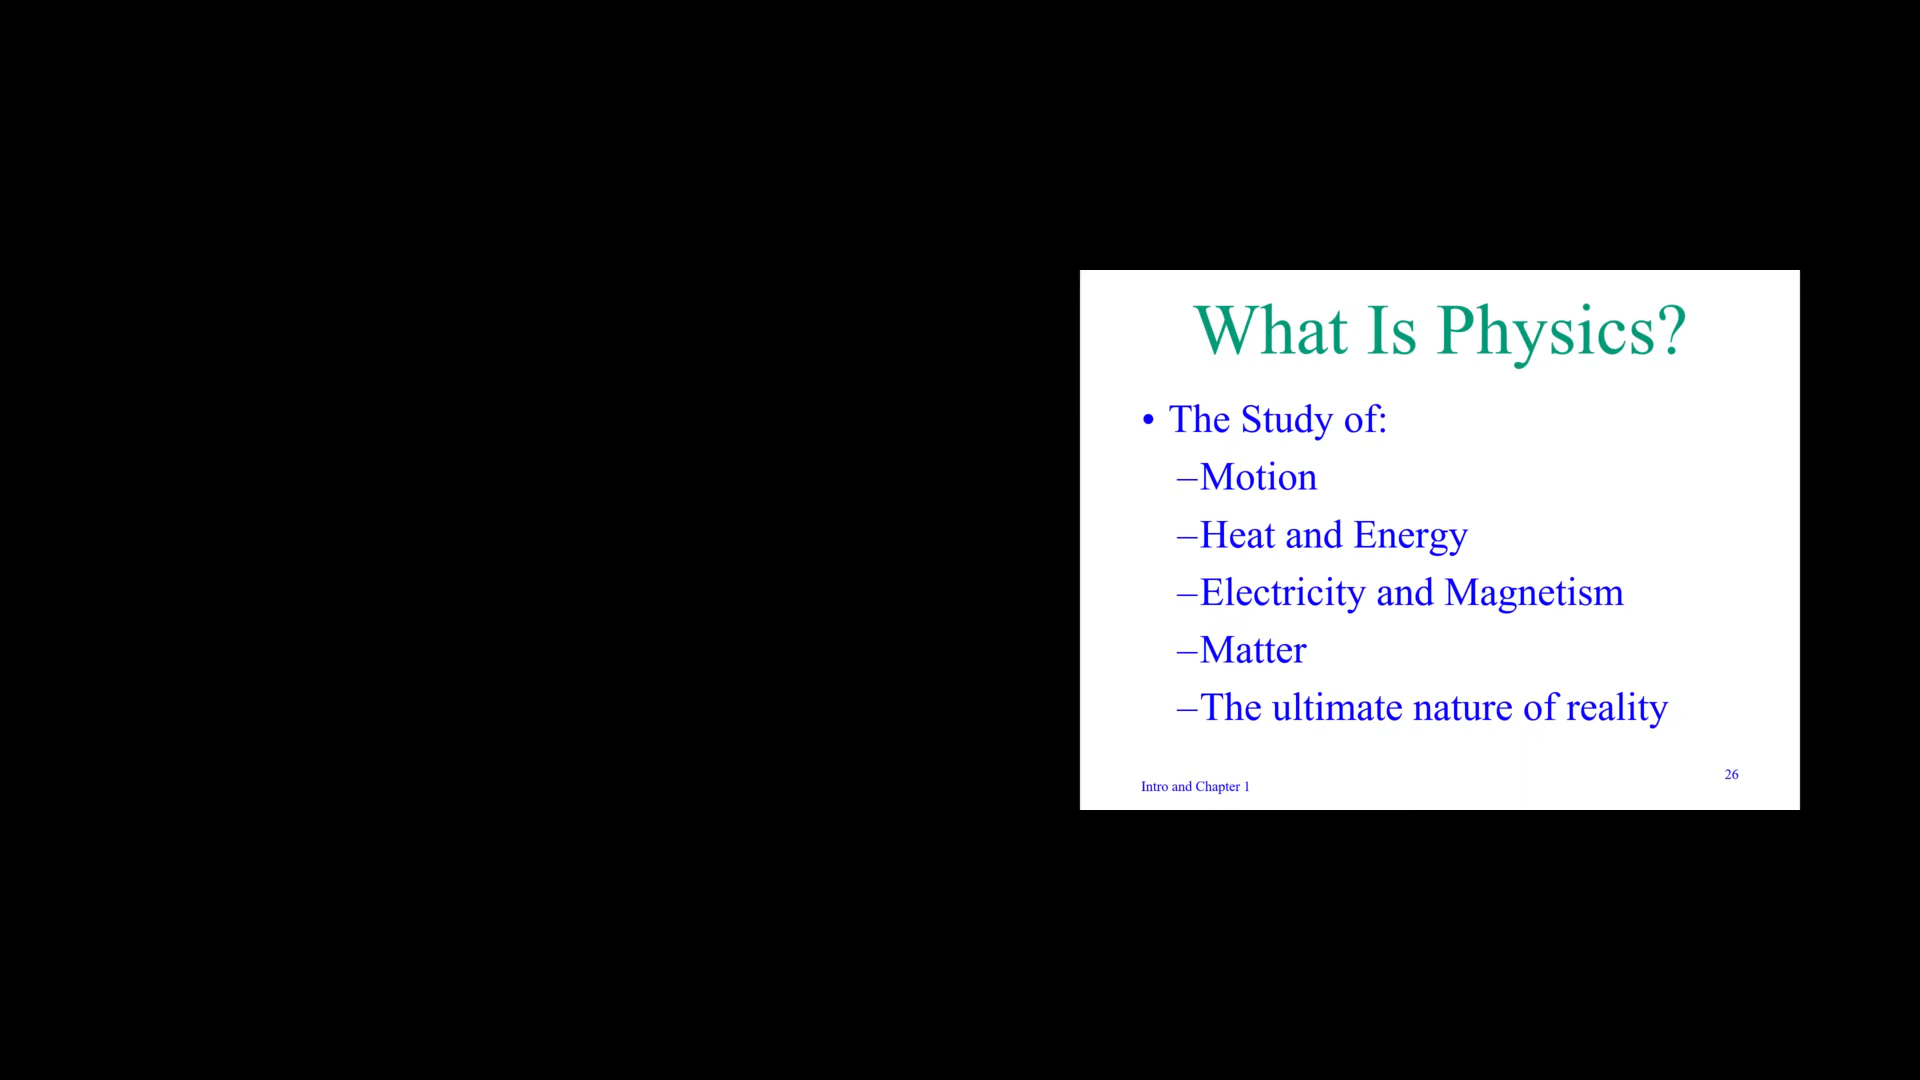 What Is Physics?
• The Study of:
–Motion
–Heat and Energy
–Electricity and Magnetism
–Matter
–The ultimate nature of reality
Intro and Chapter 1
26